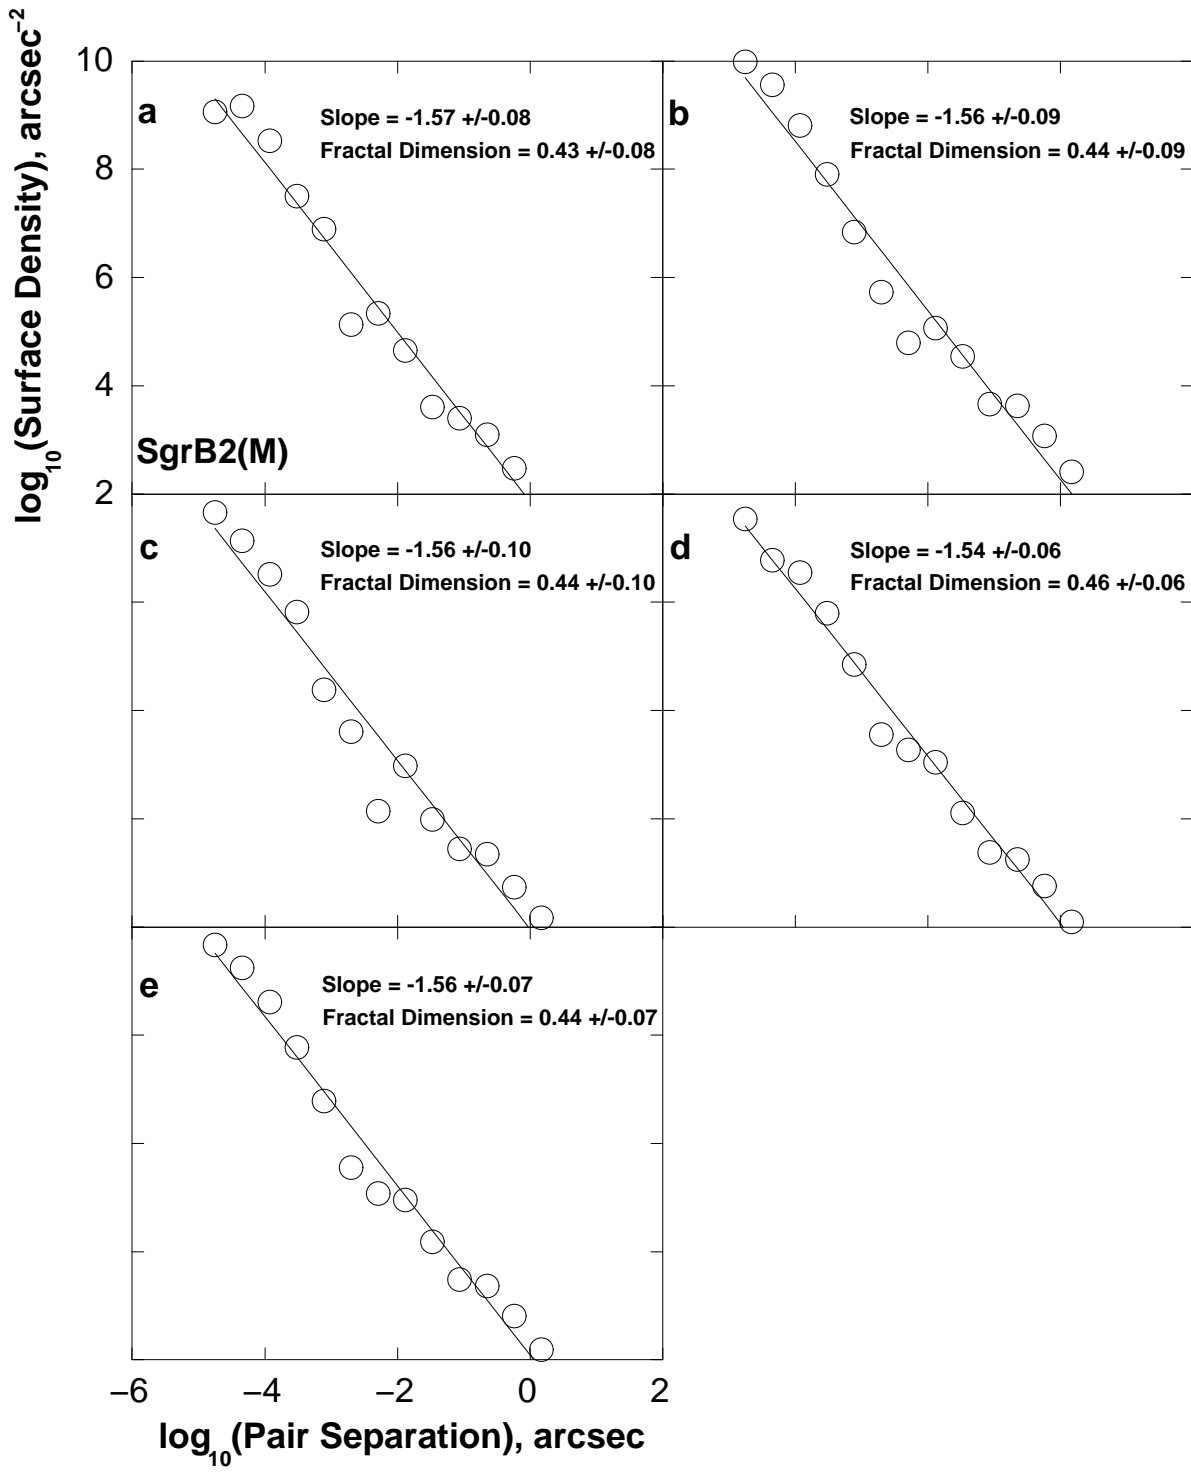 log10(Surface Density), arcsec−2
10
8
6
4
2
a
Slope = -1.57 +/-0.08
Fractal Dimension = 0.43 +/-0.08
SgrB2(M)
b
Slope = -1.56 +/-0.09
Fractal Dimension = 0.44 +/-0.09
c
Slope = -1.56 +/-0.10
Fractal Dimension = 0.44 +/-0.10
d
Slope = -1.54 +/-0.06
Fractal Dimension = 0.46 +/-0.06
e
Slope = -1.56 +/-0.07
Fractal Dimension = 0.44 +/-0.07
−6 −4 −2 0 2
log10(Pair Separation), arcsec